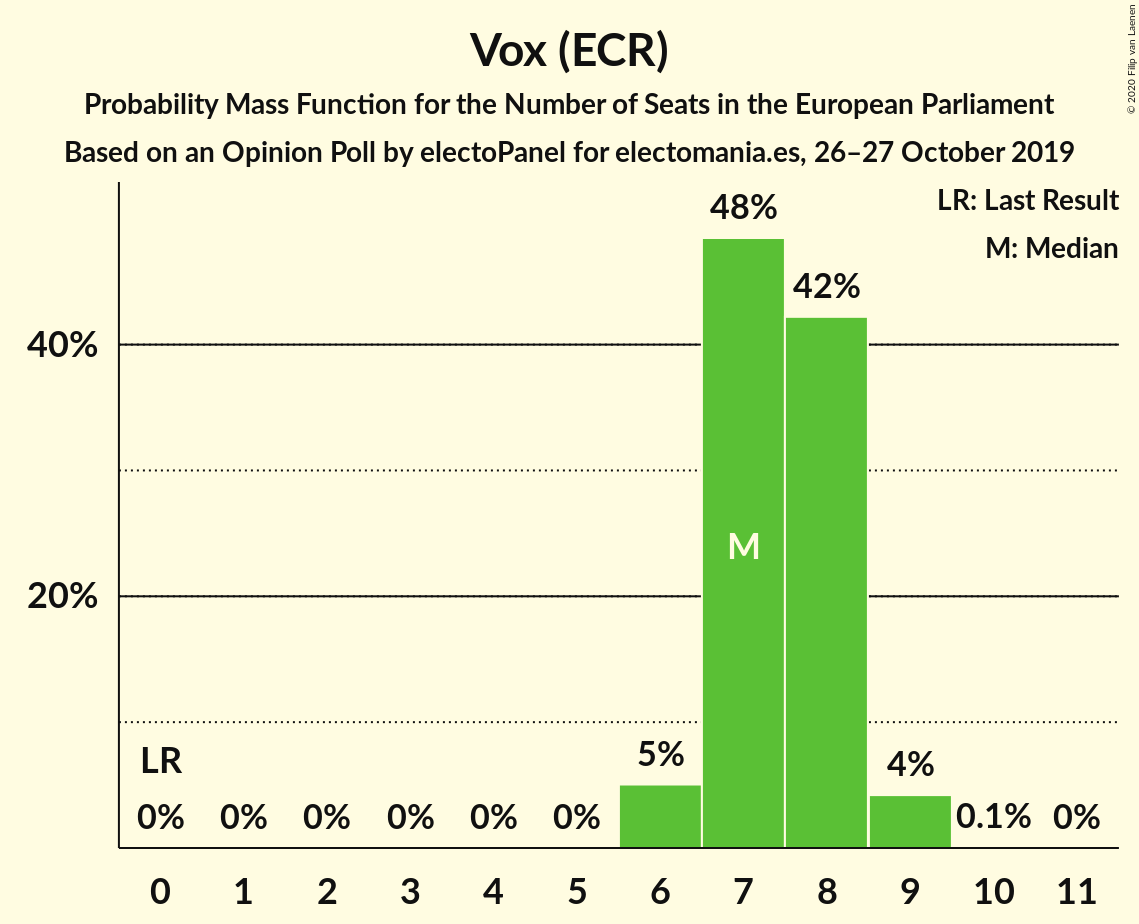 Vox (ECR)
Probability Mass Function for the Number of Seats in the European Parliament
Based on an Opinion Poll by electoPanel for electomania.es, 26–27 October 2019
© 2020 Filip van Laenen
LR: Last Result
M: Median
48%
42%
40%
M
20%
LR
5%
4%
0% 0% 0% 0% 0% 0% 0.1% 0%
0 1 2 3 4 5 6 7 8 9 10 11